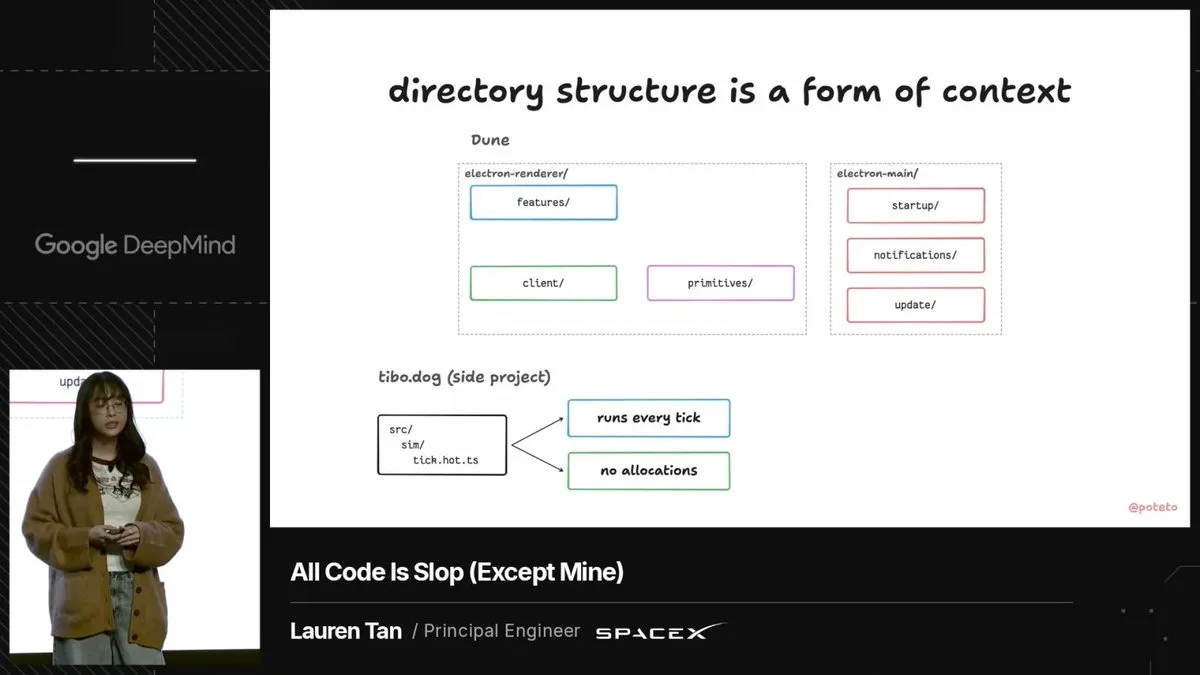 directory structure is a form of context
Dune
electron-renderer/
features/
client/
primitives/
electron-main/
startup/
notifications/
update/
tibo.dog (side project)
src/
sim/
tick.hot.ts
runs every tick
no allocations
@poteto
Google DeepMind
upda
All Code Is Slop (Except Mine)
Lauren Tan / Principal Engineer SPACEX